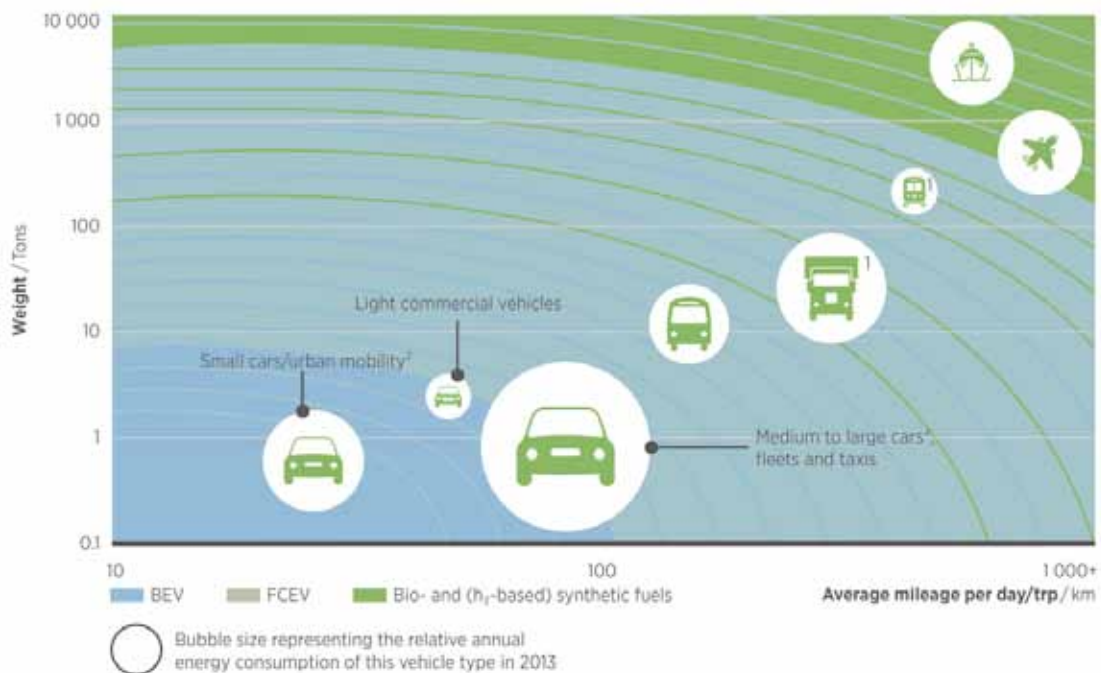 10 000
1 000
100
10
1
0.1
Weight / Tons
Light commercial vehicles
Small cars/urban mobility²
1
1
Medium to large cars²,
fleets and taxis
10
100
1 000+
BEV
FCEV
Bio- and (h₂-based) synthetic fuels
Average mileage per day/trp / km
Bubble size representing the relative annual
energy consumption of this vehicle type in 2013